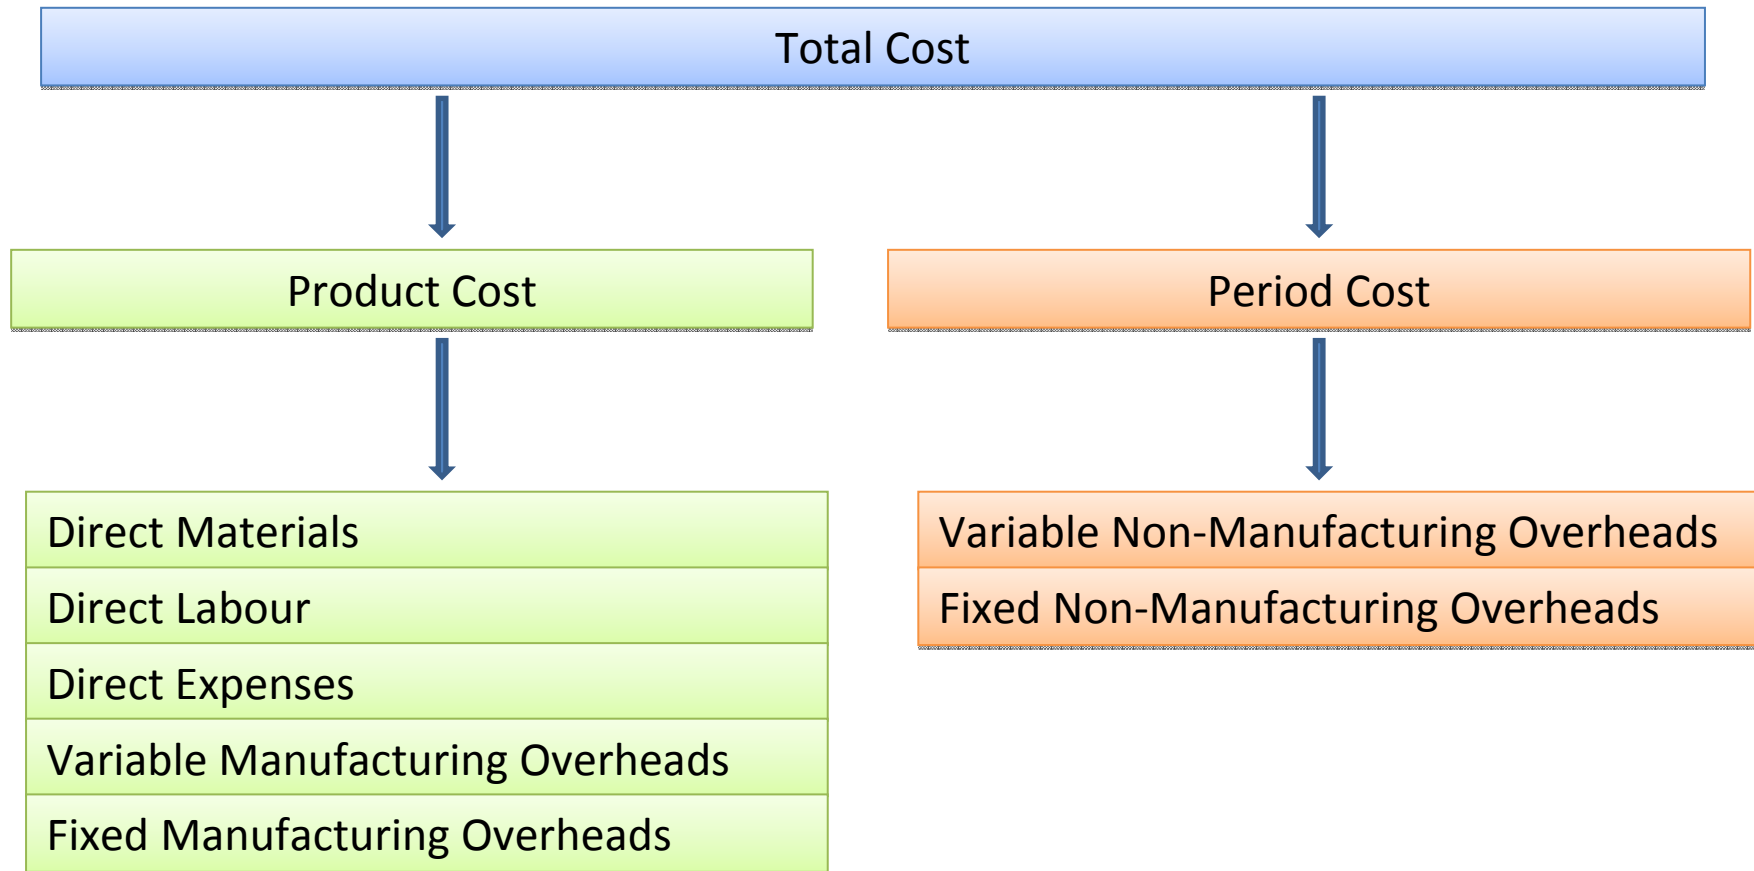 Total Cost
Product Cost
Period Cost
Direct Materials
Direct Labour
Direct Expenses
Variable Manufacturing Overheads
Fixed Manufacturing Overheads
Variable Non-Manufacturing Overheads
Fixed Non-Manufacturing Overheads